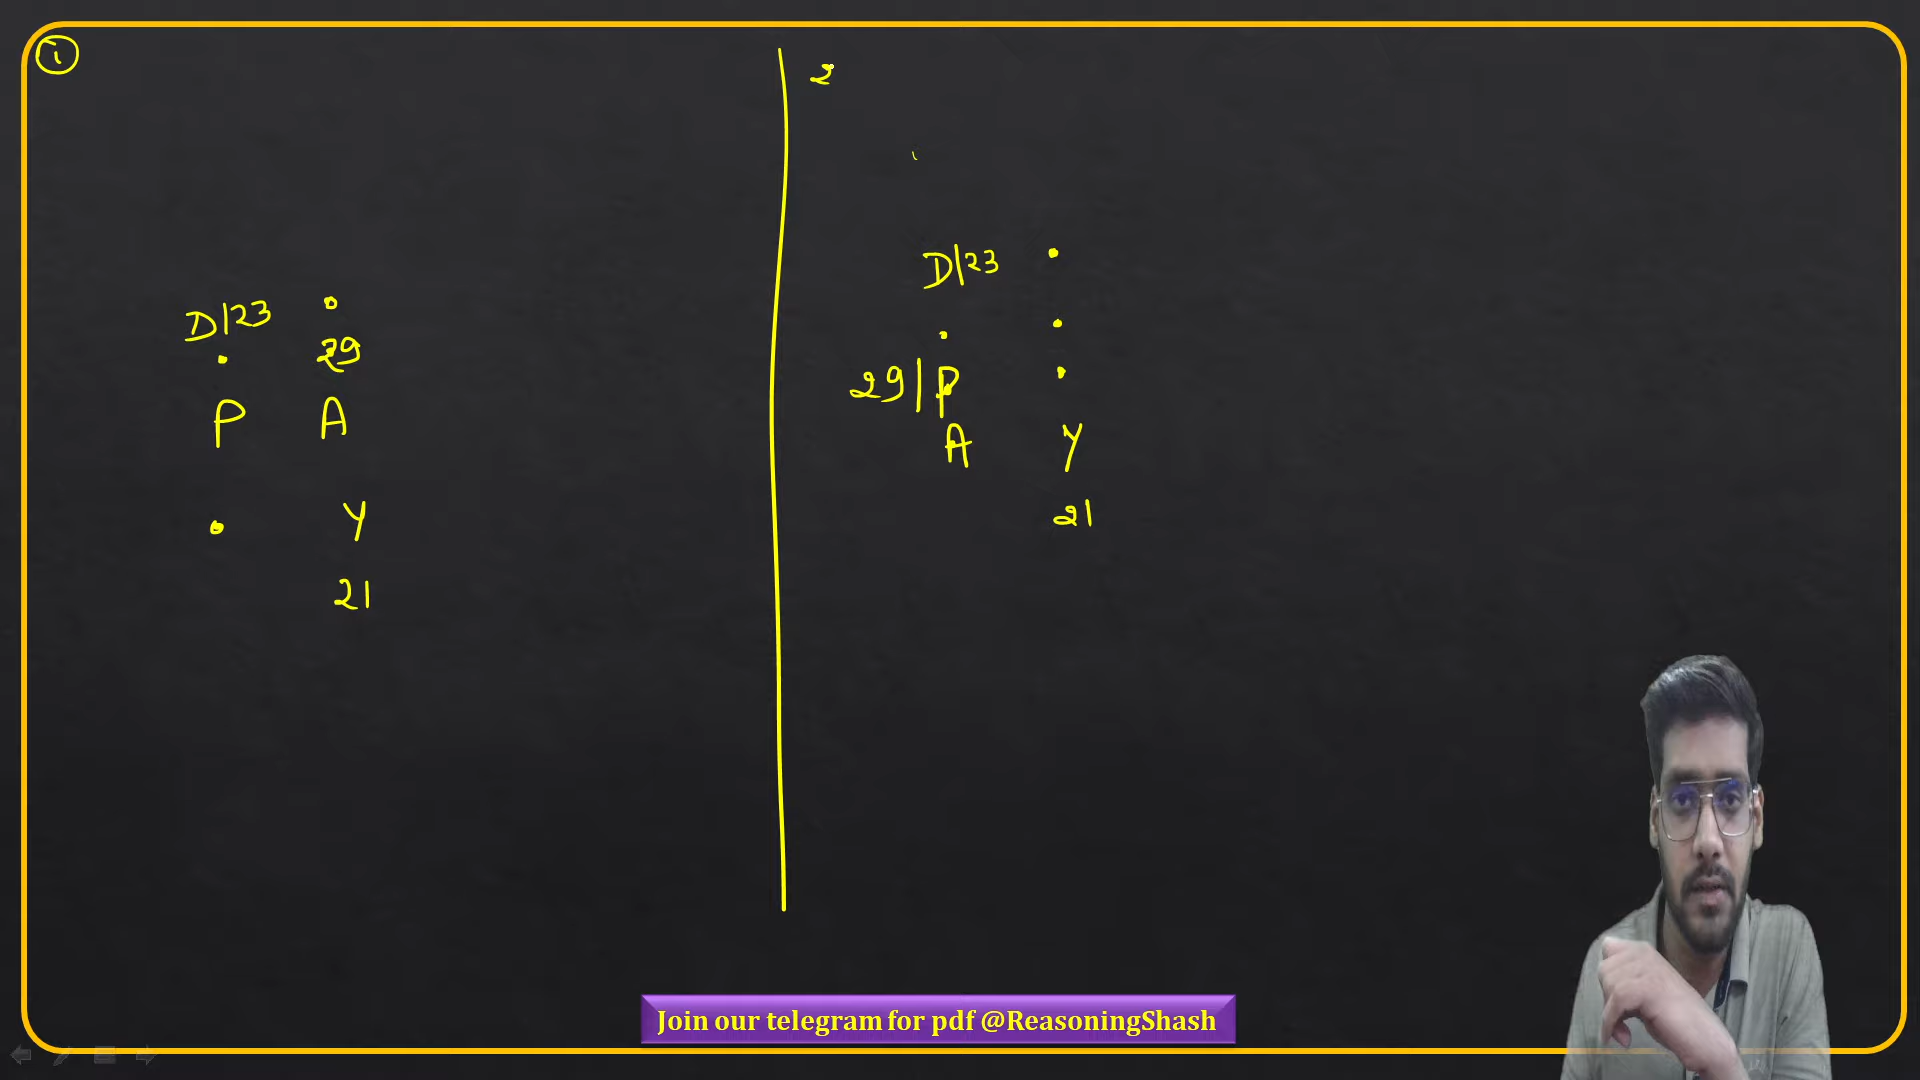 1
D|23
29
P A
Y
21
2
D|23
29|P
A Y
21
Join our telegram for pdf @ReasoningShash